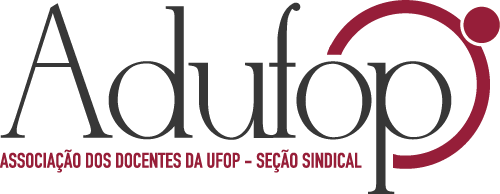 Adufop
ASSOCIAÇÃO DOS DOCENTES DA UFOP - SEÇÃO SINDICAL